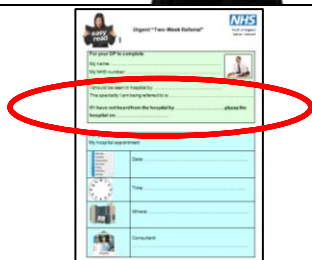 easy read
Urgent "Two Week Referral"
NHS
For your GP to complete
My name:
My NHS number:
I should be seen in hospital by
The speciality I am being referred to is:
If I have not heard from the hospital by please the
hospital on:
My hospital appointment
Date:
Time:
Where:
Consultant: